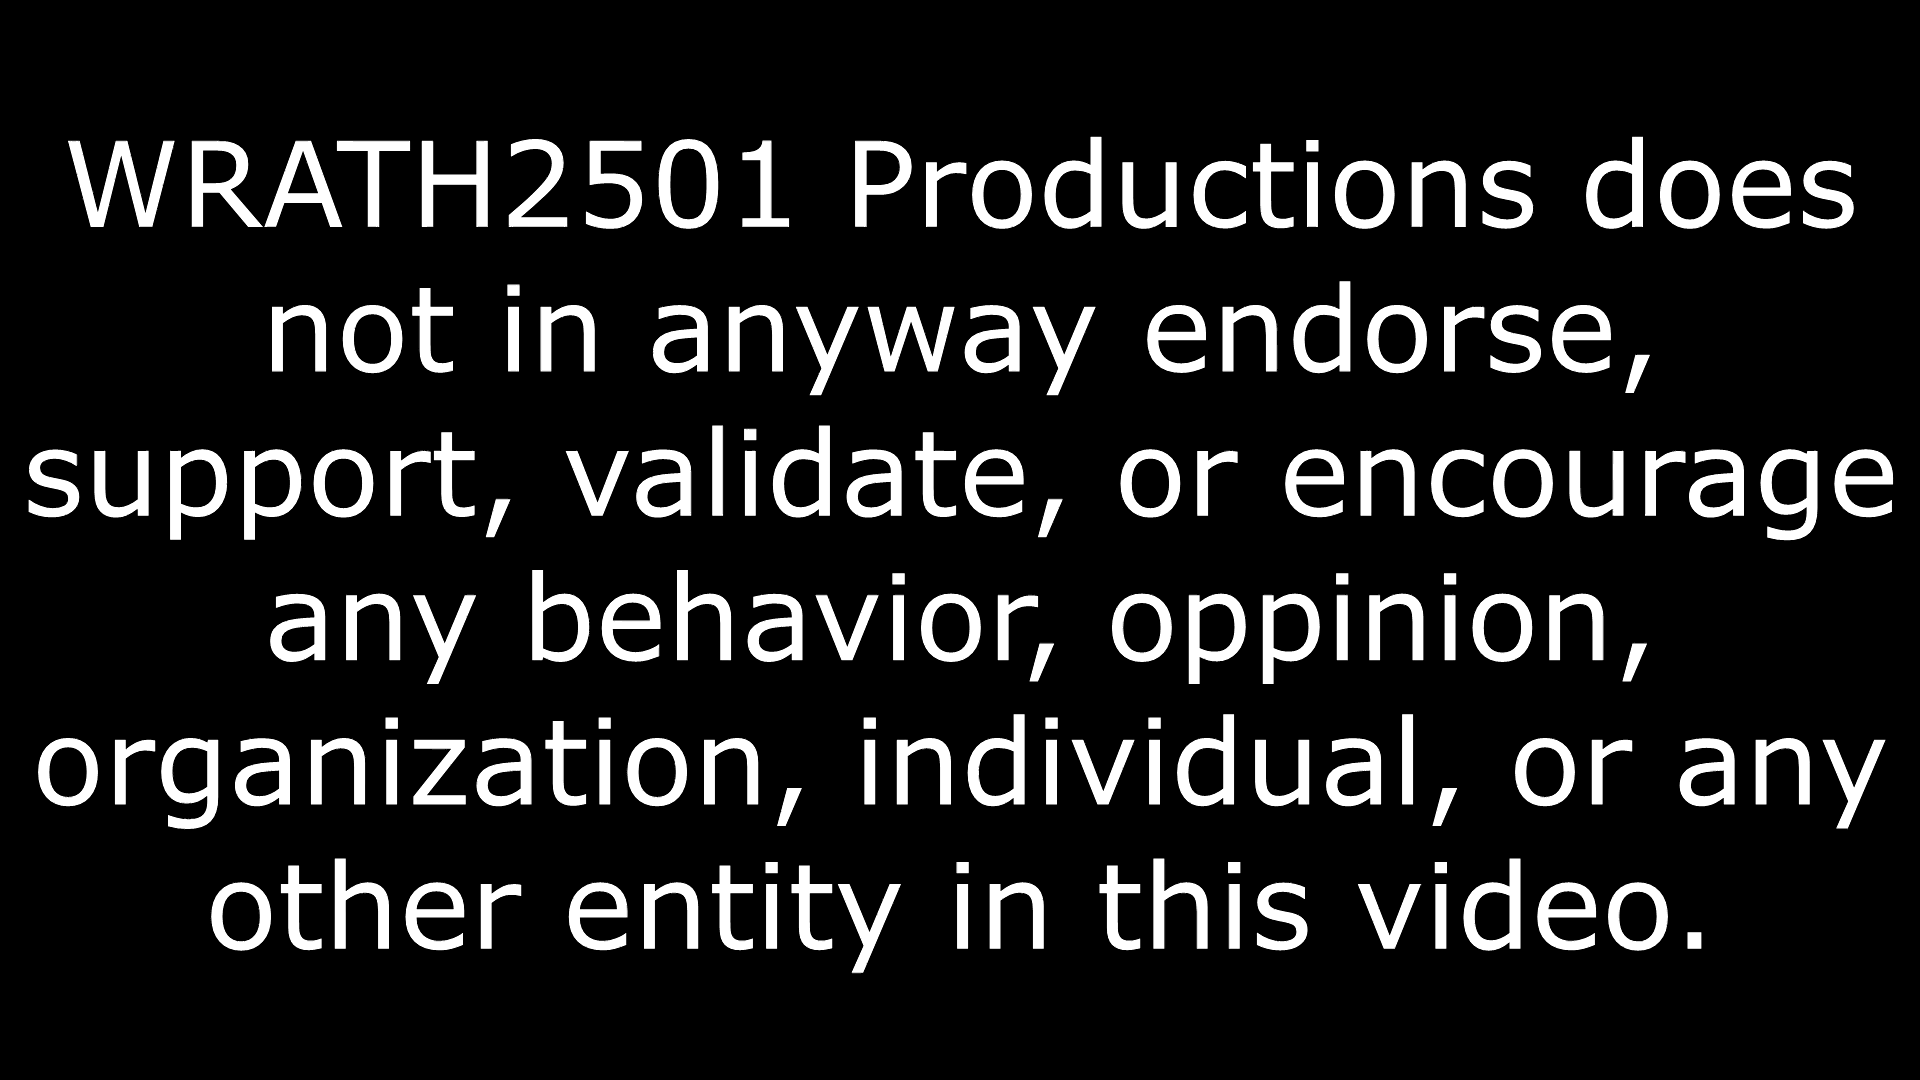 WRATH2501 Productions does
not in anyway endorse,
support, validate, or encourage
any behavior, oppinion,
organization, individual, or any
other entity in this video.